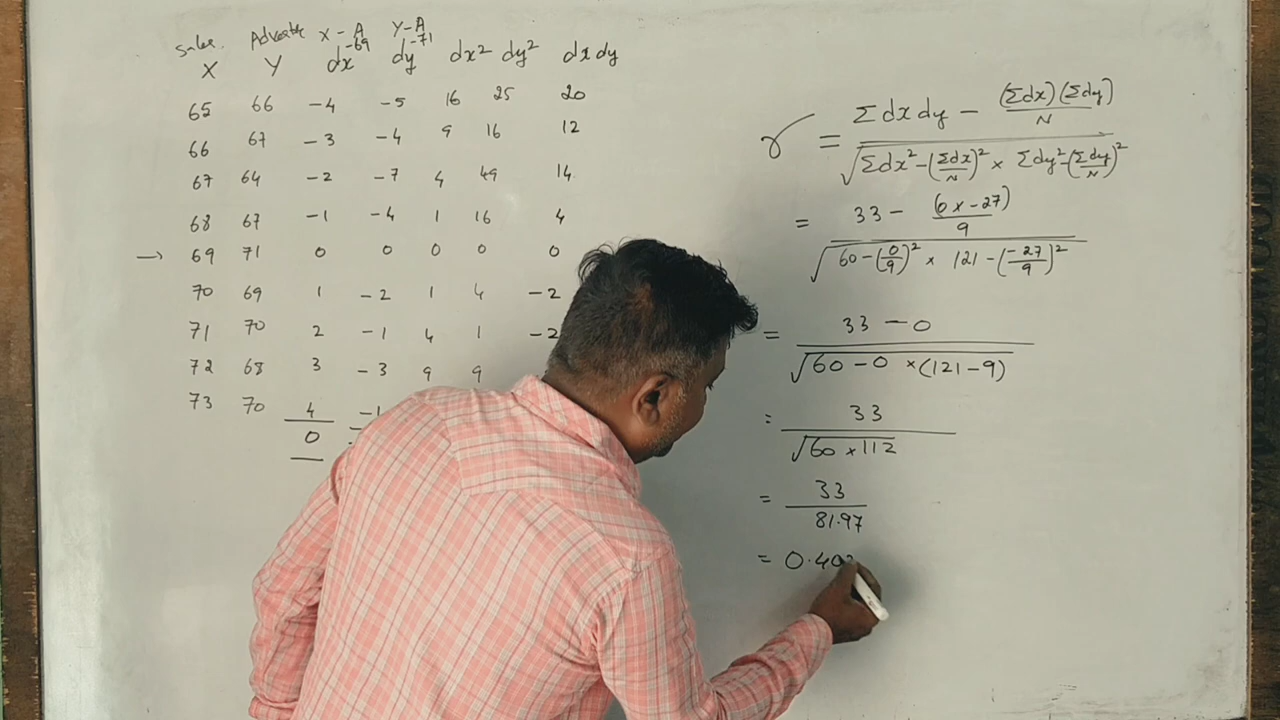 Sales Advertis X-A Y-A
X Y dx-69 dy-71 dx² dy² dxdy
65 66 -4 -5 16 25 20
66 67 -3 -4 9 16 12
67 64 -2 -7 4 49 14
68 67 -1 -4 1 16 4
→ 69 71 0 0 0 0 0
70 69 1 -2 1 4 -2
71 70 2 -1 4 1 -2
72 68 3 -3 9 9
73 70 4 -1
0
r = Σdxdy - (Σdx)(Σdy)/N / √Σdx²-(Σdx/N)² × Σdy²-(Σdy/N)²
= 33 - (0×-27)/9 / √60-(0/9)² × 121-(-27/9)²
= 33-0 / √60-0 ×(121-9)
= 33 / √60×112
= 33 / 81.97
= 0.40